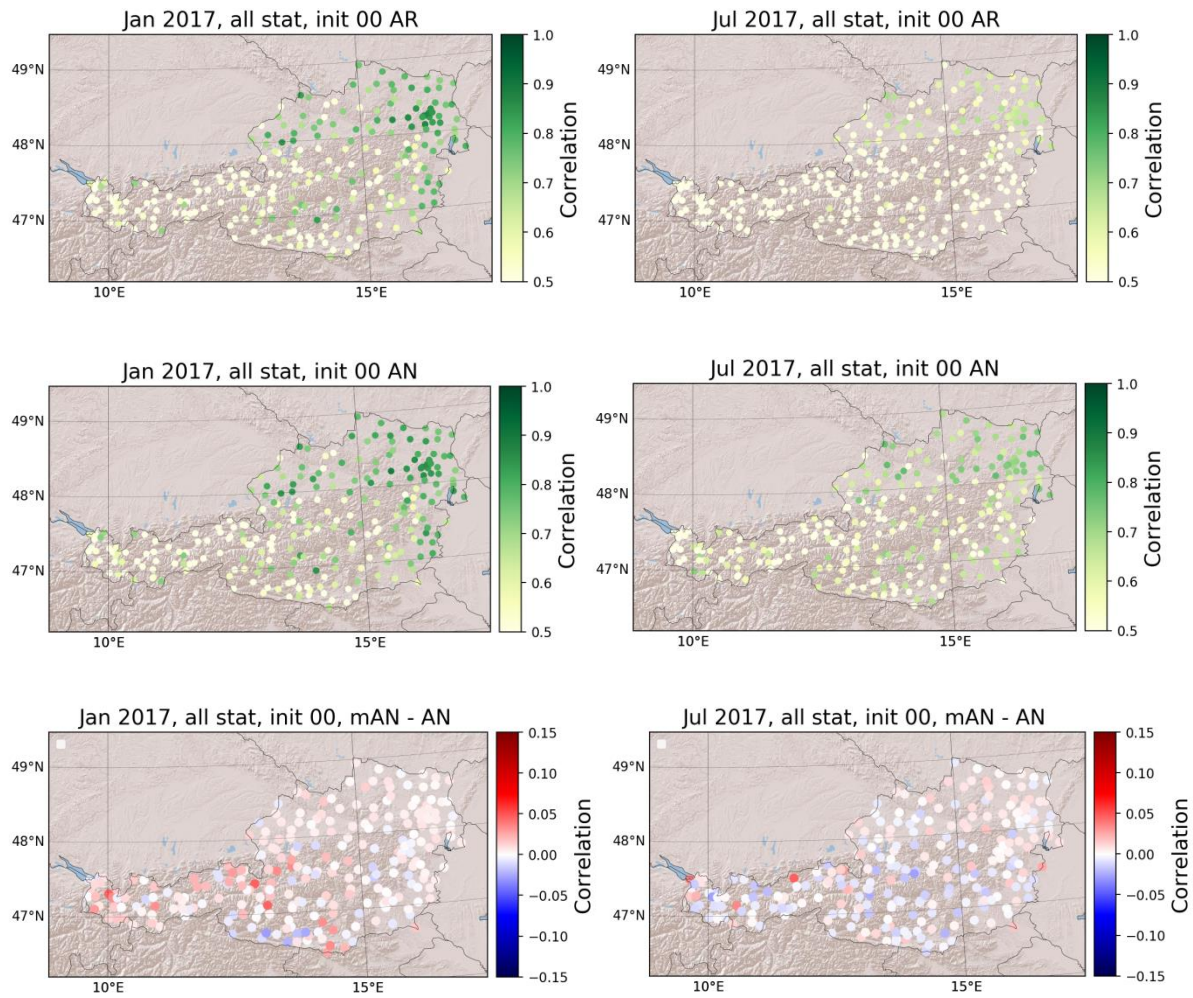 Jan 2017, all stat, init 00 AR
49°N
48°N
47°N
10°E
15°E
1.0
0.9
0.8
0.7
0.6
0.5
Correlation
Jul 2017, all stat, init 00 AR
49°N
48°N
47°N
10°E
15°E
1.0
0.9
0.8
0.7
0.6
0.5
Correlation
Jan 2017, all stat, init 00 AN
49°N
48°N
47°N
10°E
15°E
1.0
0.9
0.8
0.7
0.6
0.5
Correlation
Jul 2017, all stat, init 00 AN
49°N
48°N
47°N
10°E
15°E
1.0
0.9
0.8
0.7
0.6
0.5
Correlation
Jan 2017, all stat, init 00, mAN - AN
49°N
48°N
47°N
10°E
15°E
0.15
0.10
0.05
0.00
−0.05
−0.10
−0.15
Correlation
Jul 2017, all stat, init 00, mAN - AN
49°N
48°N
47°N
10°E
15°E
0.15
0.10
0.05
0.00
−0.05
−0.10
−0.15
Correlation